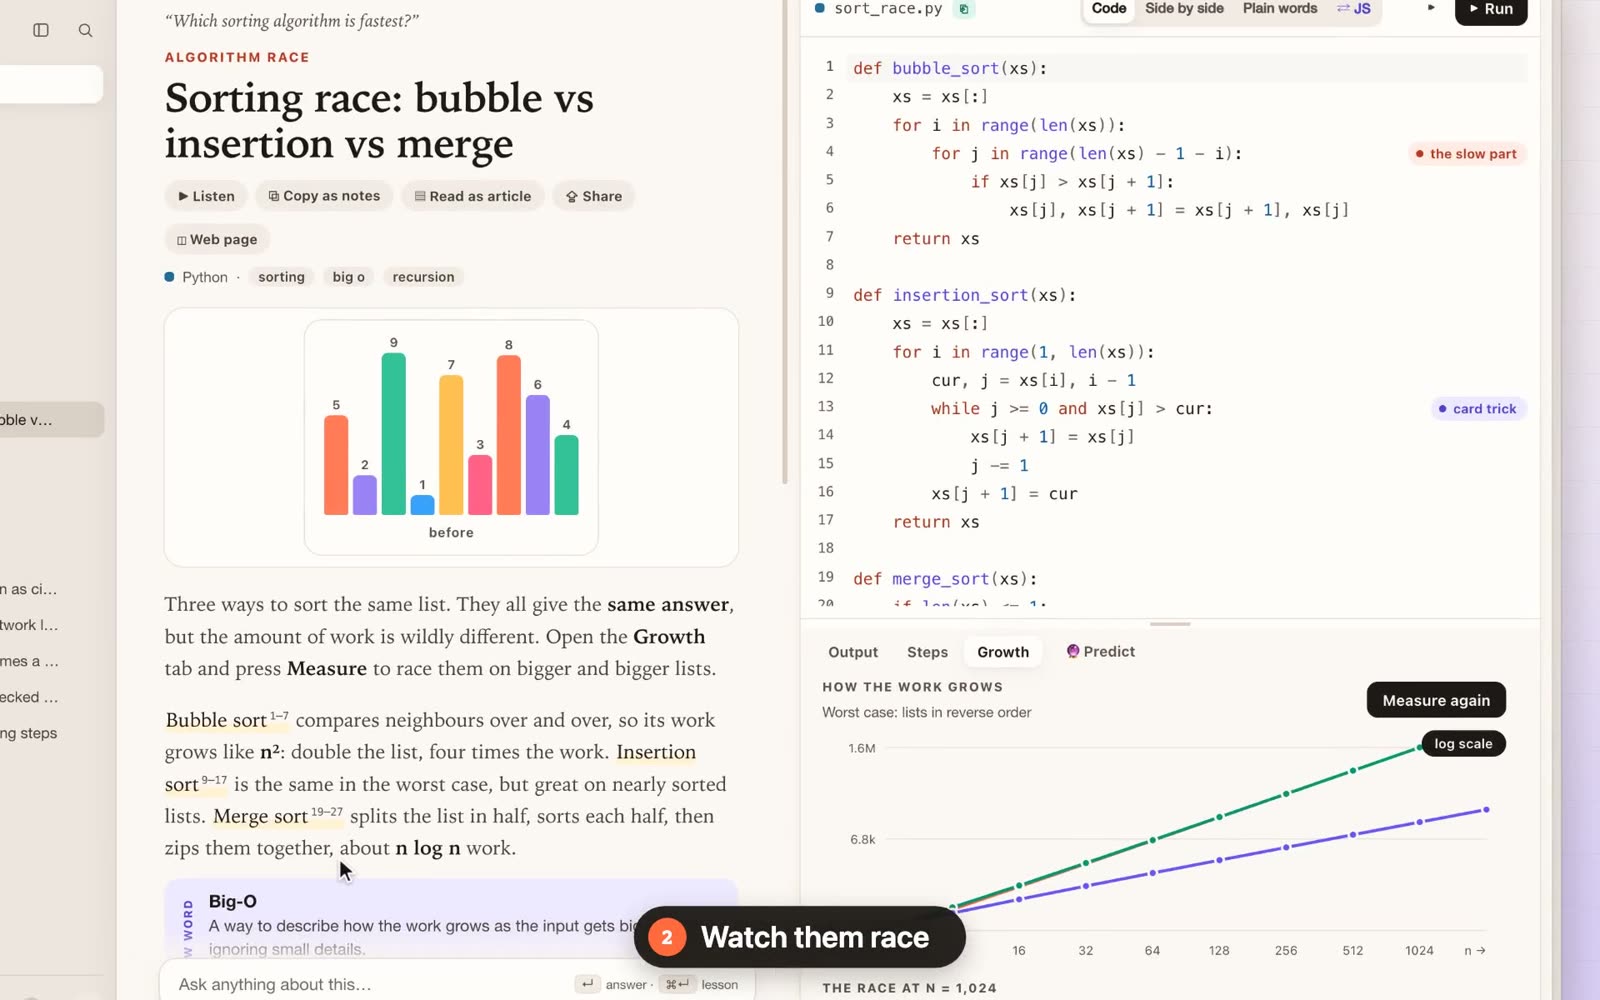 “Which sorting algorithm is fastest?”
ALGORITHM RACE
Sorting race: bubble vs
insertion vs merge
Listen
Copy as notes
Read as article
Share
Web page
Python · sorting big o recursion
5
2
9
1
7
3
8
6
4
before
Three ways to sort the same list. They all give the same answer,
but the amount of work is wildly different. Open the Growth
tab and press Measure to race them on bigger and bigger lists.
Bubble sort 1–7 compares neighbours over and over, so its work
grows like n²: double the list, four times the work. Insertion
sort 9–17 is the same in the worst case, but great on nearly sorted
lists. Merge sort 19–27 splits the list in half, sorts each half, then
zips them together, about n log n work.
WORD
Big-O
A way to describe how the work grows as the input gets
ignoring small details.
Ask anything about this…
↵ answer · ⌘↵ lesson
2 Watch them race
bble v…
n as ci…
twork l…
mes a …
ecked …
ng steps
sort_race.py
Code
Side by side
Plain words
⇄ JS
Run
1 def bubble_sort(xs):
2 xs = xs[:]
3 for i in range(len(xs)):
4 for j in range(len(xs) − 1 − i):
the slow part
5 if xs[j] > xs[j + 1]:
6 xs[j], xs[j + 1] = xs[j + 1], xs[j]
7 return xs
8
9 def insertion_sort(xs):
10 xs = xs[:]
11 for i in range(1, len(xs)):
12 cur, j = xs[i], i − 1
13 while j >= 0 and xs[j] > cur:
card trick
14 xs[j + 1] = xs[j]
15 j −= 1
16 xs[j + 1] = cur
17 return xs
18
19 def merge_sort(xs):
20 if len(xs) <= 1:
Output
Steps
Growth
Predict
HOW THE WORK GROWS
Worst case: lists in reverse order
Measure again
log scale
1.6M
6.8k
16 32 64 128 256 512 1024 n →
THE RACE AT N = 1,024